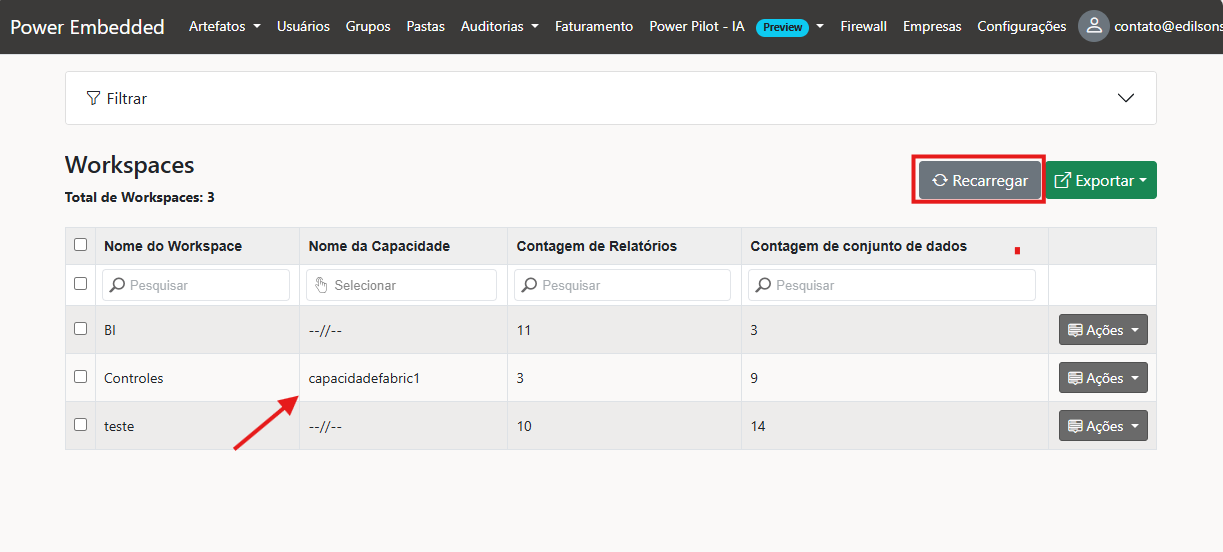 Power Embedded Artefatos Usuários Grupos Pastas Auditorias Faturamento Power Pilot - IA Preview Firewall Empresas Configurações contato@edilsons
Filtrar
Workspaces
Total de Workspaces: 3
Recarregar Exportar
Nome do Workspace Nome da Capacidade Contagem de Relatórios Contagem de conjunto de dados
Pesquisar Selecionar Pesquisar Pesquisar
BI --//-- 11 3 Ações
Controles capacidadefabric1 3 9 Ações
teste --//-- 10 14 Ações